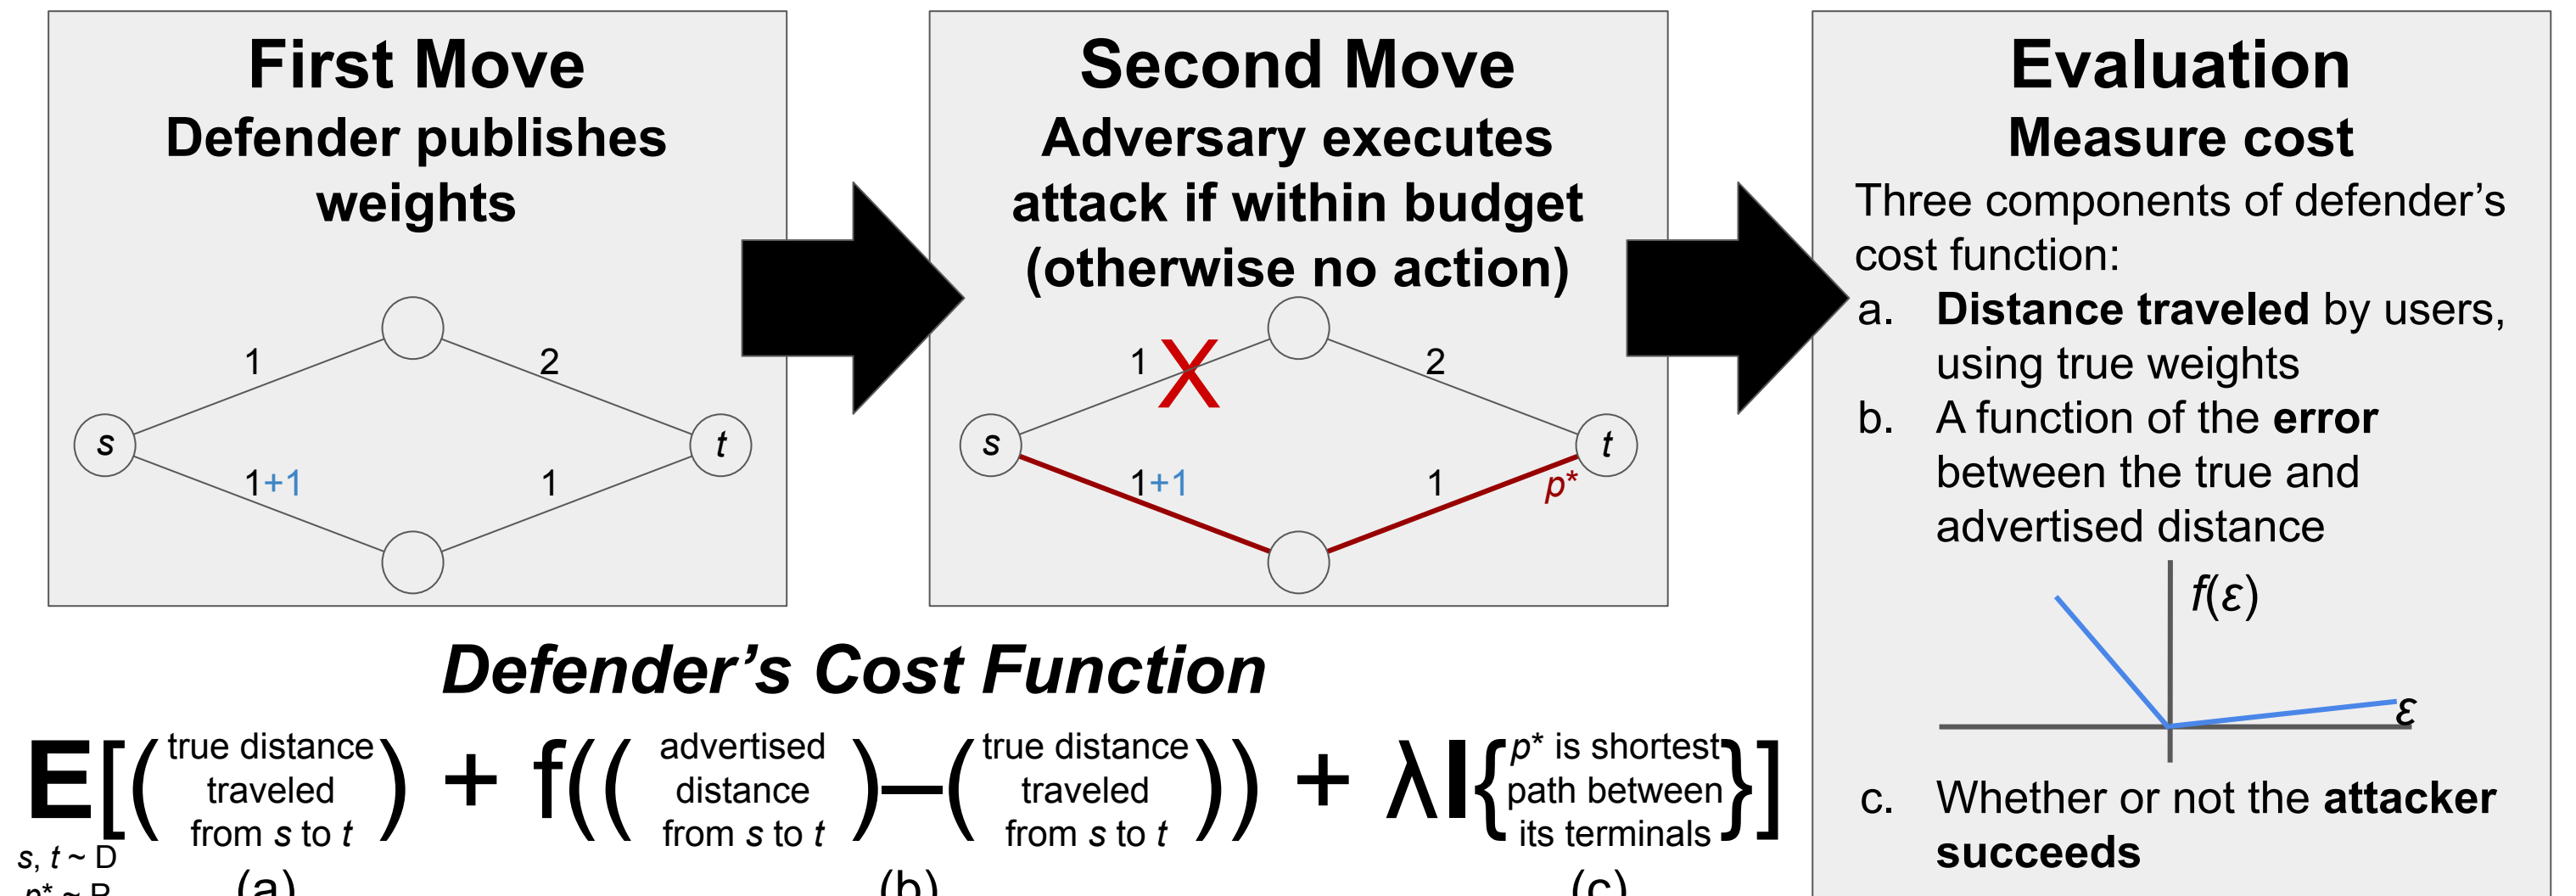 First Move
Defender publishes
weights
1
2
s
t
1+1
1
Second Move
Adversary executes
attack if within budget
(otherwise no action)
1
X
2
s
t
1+1
1
p*
Evaluation
Measure cost
Three components of defender’s
cost function:
a. Distance traveled by users,
using true weights
b. A function of the error
between the true and
advertised distance
f(ε)
ε
c. Whether or not the attacker
succeeds
Defender’s Cost Function
E[(true distance traveled from s to t) + f((advertised distance from s to t)–(true distance traveled from s to t)) + λI{p* is shortest path between its terminals}]
s, t ~ D
p* ~ P
(a)
(b)
(c)